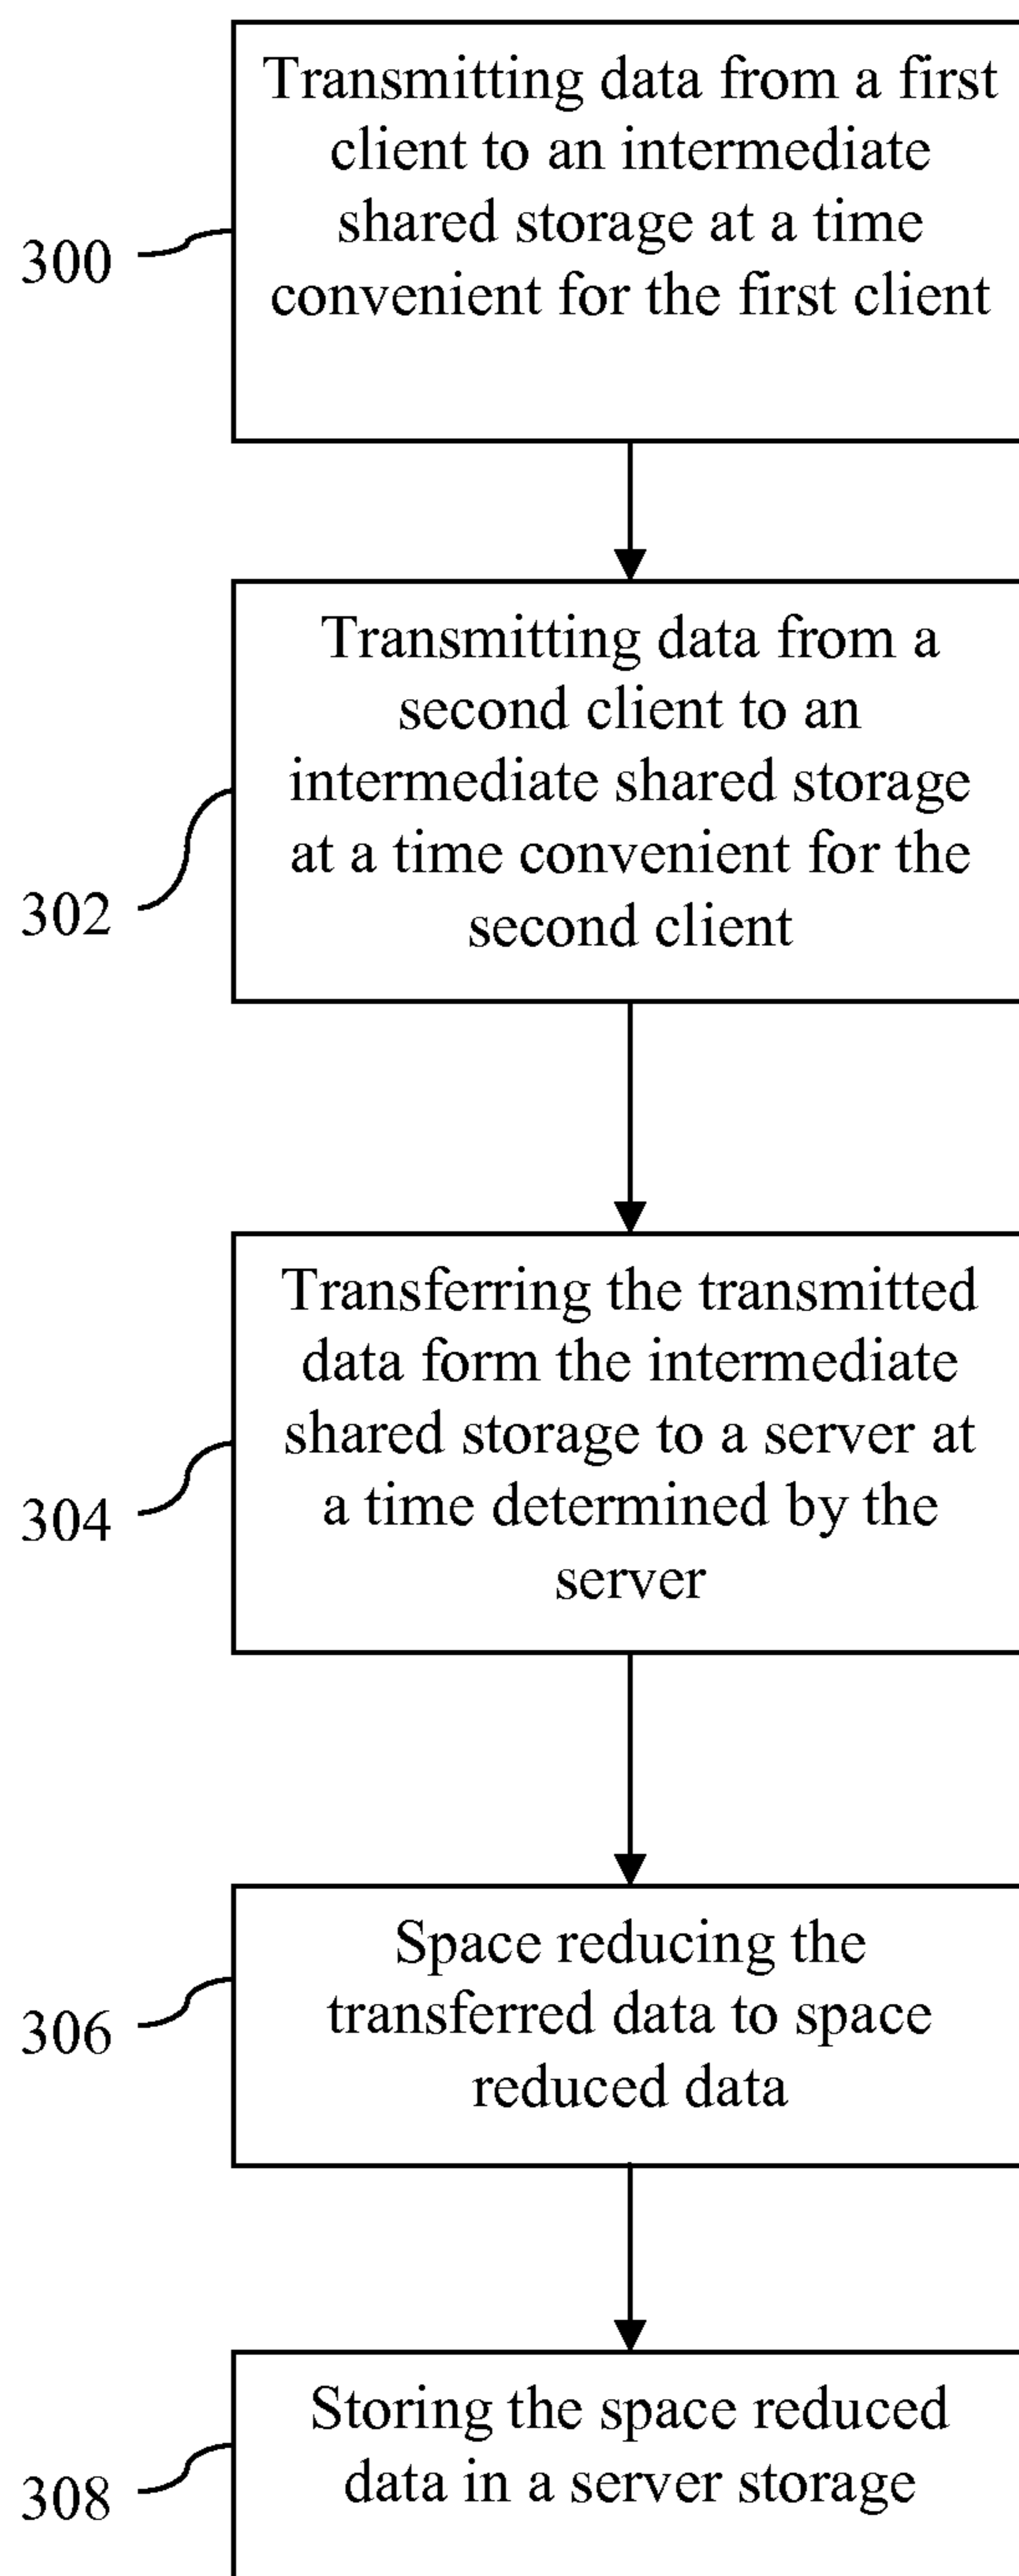 Transmitting data from a first
client to an intermediate
shared storage at a time
convenient for the first client
300
Transmitting data from a
second client to an
intermediate shared storage
at a time convenient for the
second client
302
Transferring the transmitted
data form the intermediate
shared storage to a server at
a time determined by the
server
304
Space reducing the
transferred data to space
reduced data
306
Storing the space reduced
data in a server storage
308